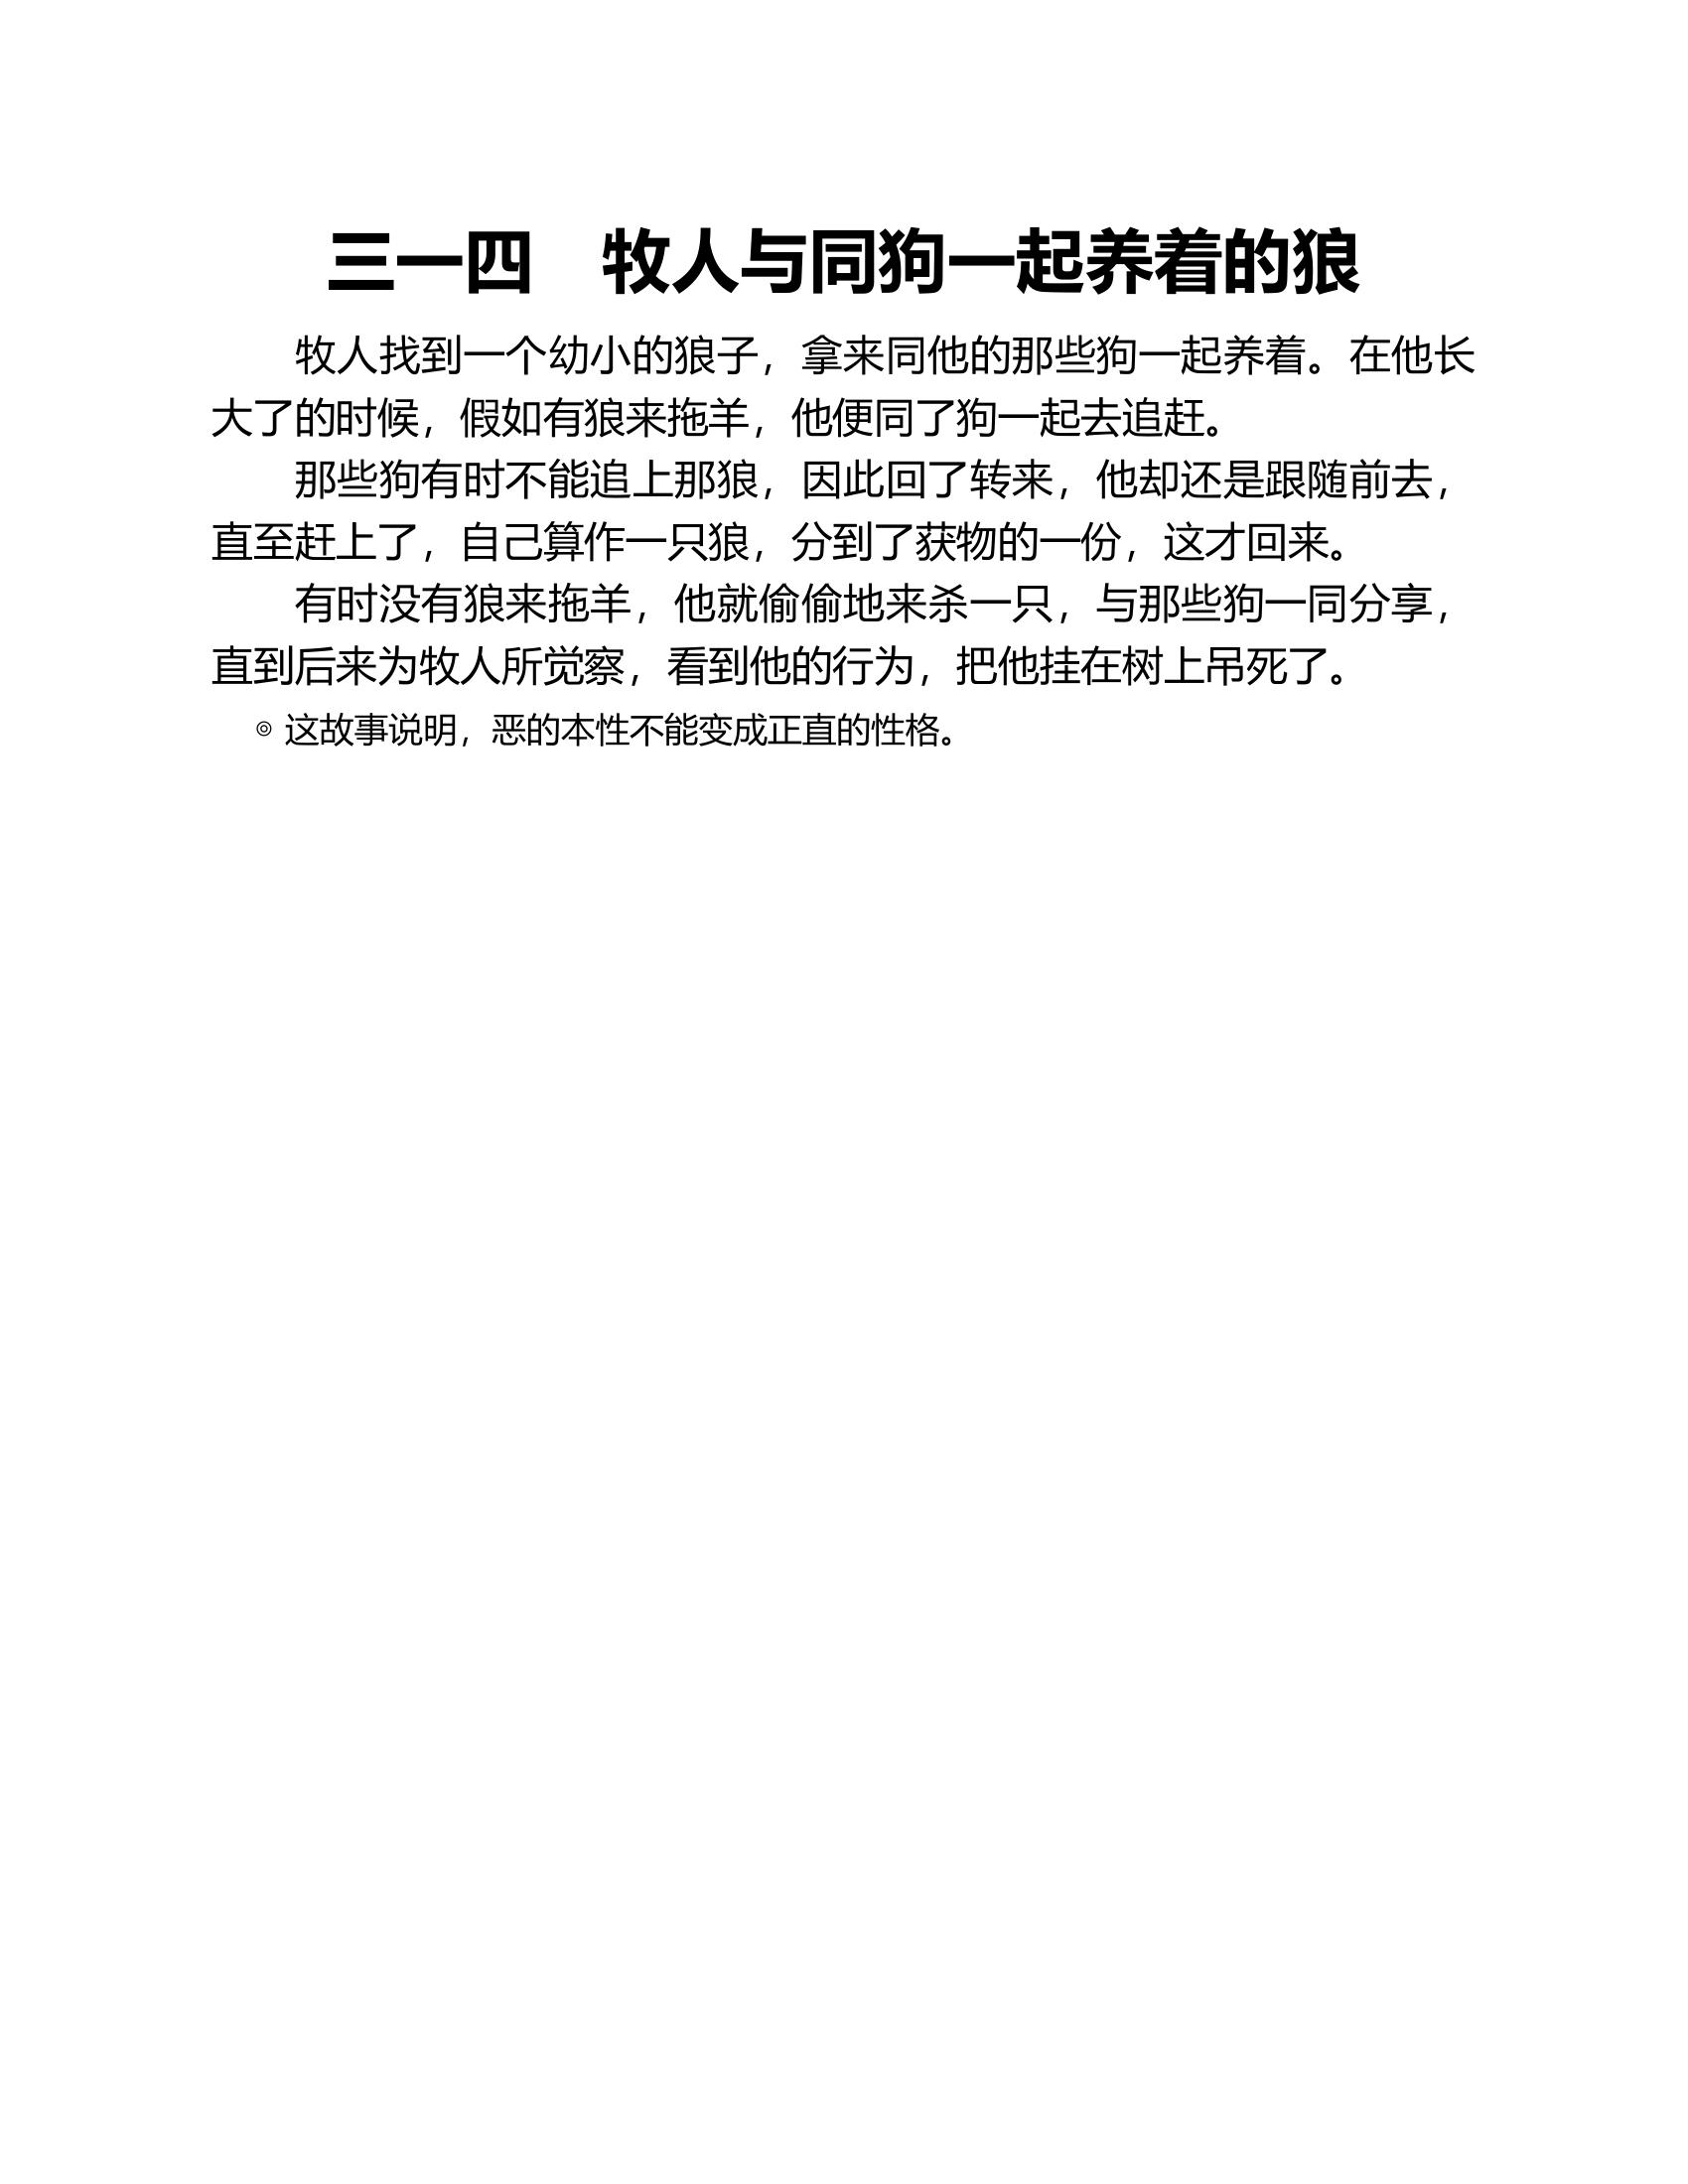 三一四　牧人与同狗一起养着的狼
牧人找到一个幼小的狼子，拿来同他的那些狗一起养着。在他长
大了的时候，假如有狼来拖羊，他便同了狗一起去追赶。
那些狗有时不能追上那狼，因此回了转来，他却还是跟随前去，
直至赶上了，自己算作一只狼，分到了获物的一份，这才回来。
有时没有狼来拖羊，他就偷偷地来杀一只，与那些狗一同分享，
直到后来为牧人所觉察，看到他的行为，把他挂在树上吊死了。
◎ 这故事说明，恶的本性不能变成正直的性格。